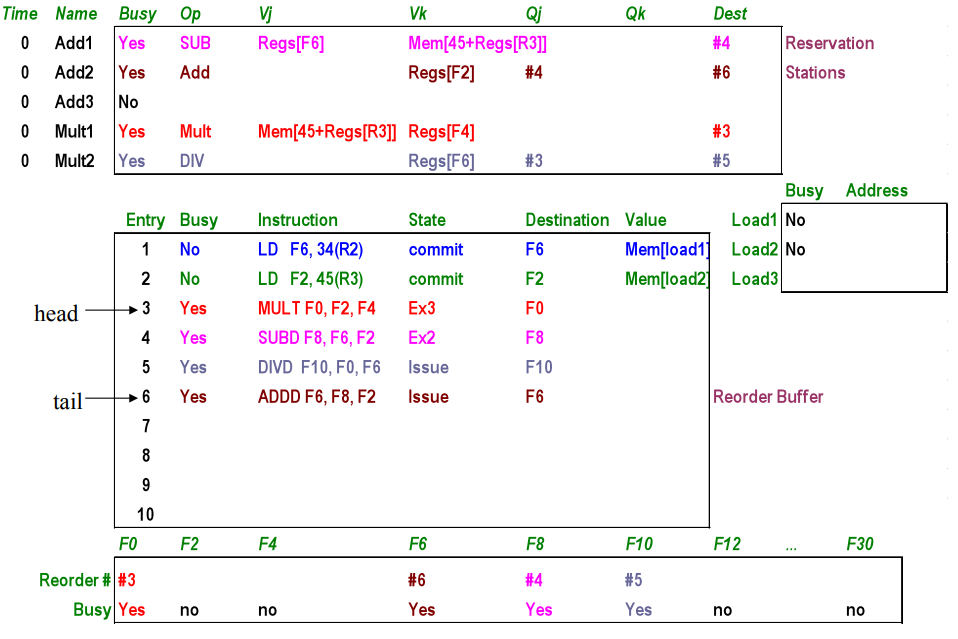 Time Name Busy Op Vj Vk Qj Qk Dest
0 Add1 Yes SUB Regs[F6] Mem[45+Regs[R3]] #4 Reservation
0 Add2 Yes Add Regs[F2] #4 #6 Stations
0 Add3 No
0 Mult1 Yes Mult Mem[45+Regs[R3]] Regs[F4] #3
0 Mult2 Yes DIV Regs[F6] #3 #5
Busy Address
Entry Busy Instruction State Destination Value Load1 No
1 No LD F6, 34(R2) commit F6 Mem[load1] Load2 No
2 No LD F2, 45(R3) commit F2 Mem[load2] Load3
head 3 Yes MULT F0, F2, F4 Ex3 F0
4 Yes SUBD F8, F6, F2 Ex2 F8
5 Yes DIVD F10, F0, F6 Issue F10
tail 6 Yes ADDD F6, F8, F2 Issue F6 Reorder Buffer
7
8
9
10
F0 F2 F4 F6 F8 F10 F12 ... F30
Reorder # #3 #6 #4 #5
Busy Yes no no Yes Yes Yes no no